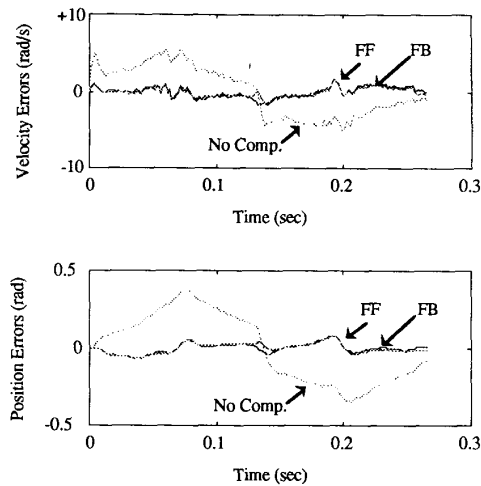 +10
Velocity Errors (rad/s)
FF
FB
0
No Comp.
-10
0
0.1
0.2
0.3
Time (sec)
0.5
Position Errors (rad)
FF
FB
0
No Comp.
-0.5
0
0.1
0.2
0.3
Time (sec)